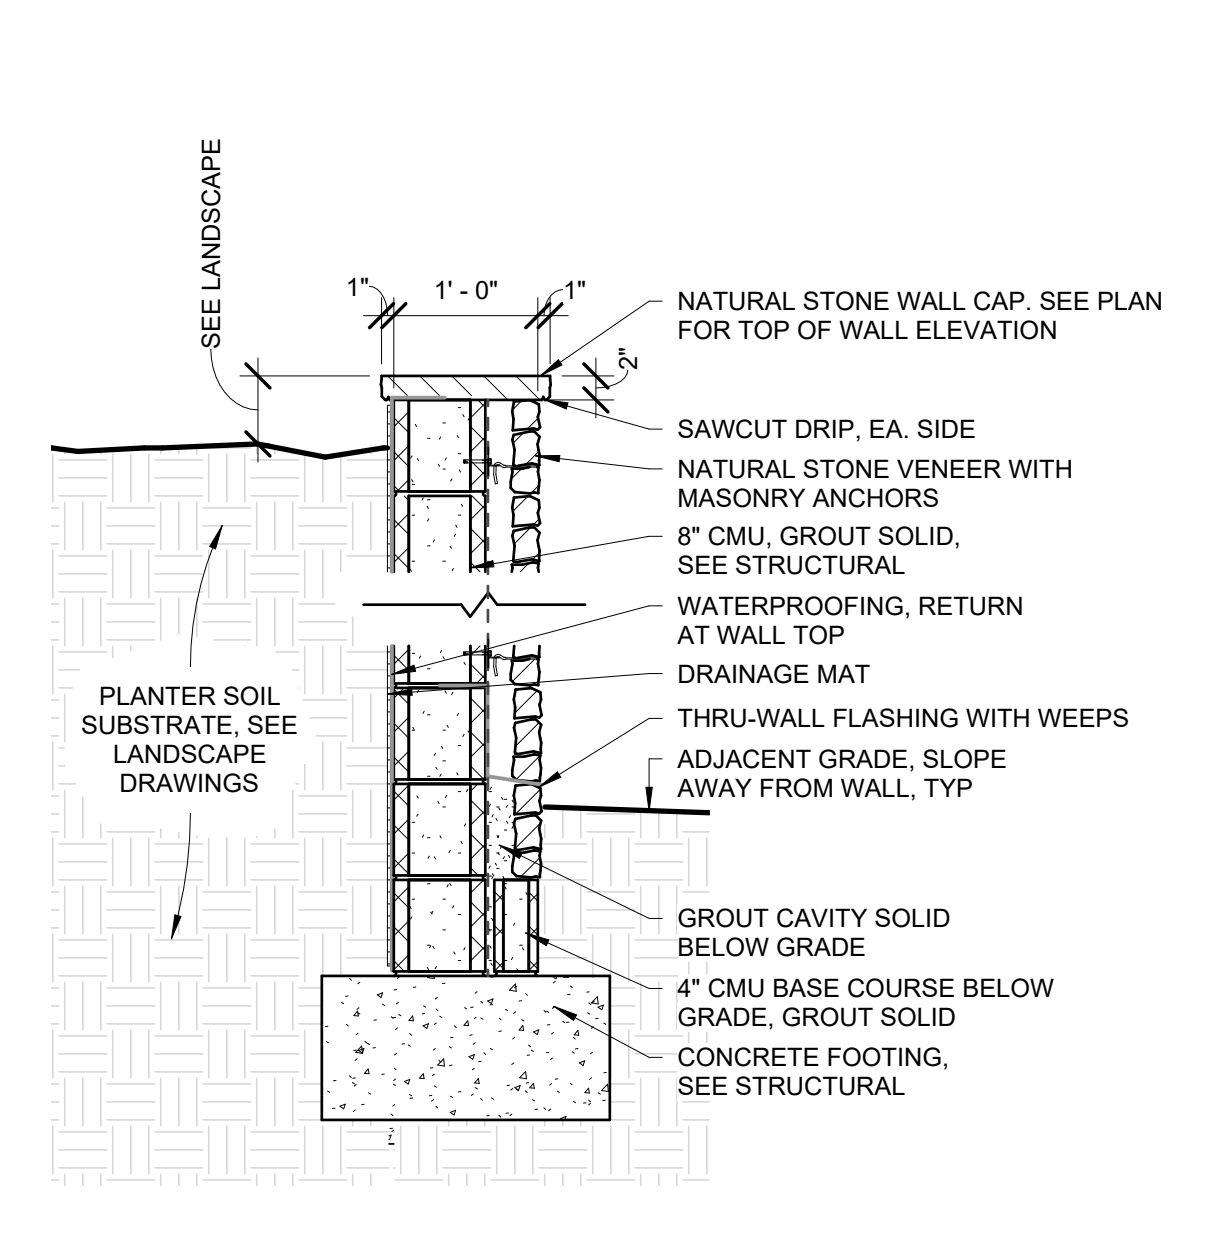 SEE LANDSCAPE
1"
1' - 0"
1"
2"
NATURAL STONE WALL CAP. SEE PLAN
FOR TOP OF WALL ELEVATION
SAWCUT DRIP, EA. SIDE
NATURAL STONE VENEER WITH
MASONRY ANCHORS
8" CMU, GROUT SOLID,
SEE STRUCTURAL
WATERPROOFING, RETURN
AT WALL TOP
DRAINAGE MAT
THRU-WALL FLASHING WITH WEEPS
ADJACENT GRADE, SLOPE
AWAY FROM WALL, TYP
PLANTER SOIL
SUBSTRATE, SEE
LANDSCAPE
DRAWINGS
GROUT CAVITY SOLID
BELOW GRADE
4" CMU BASE COURSE BELOW
GRADE, GROUT SOLID
CONCRETE FOOTING,
SEE STRUCTURAL